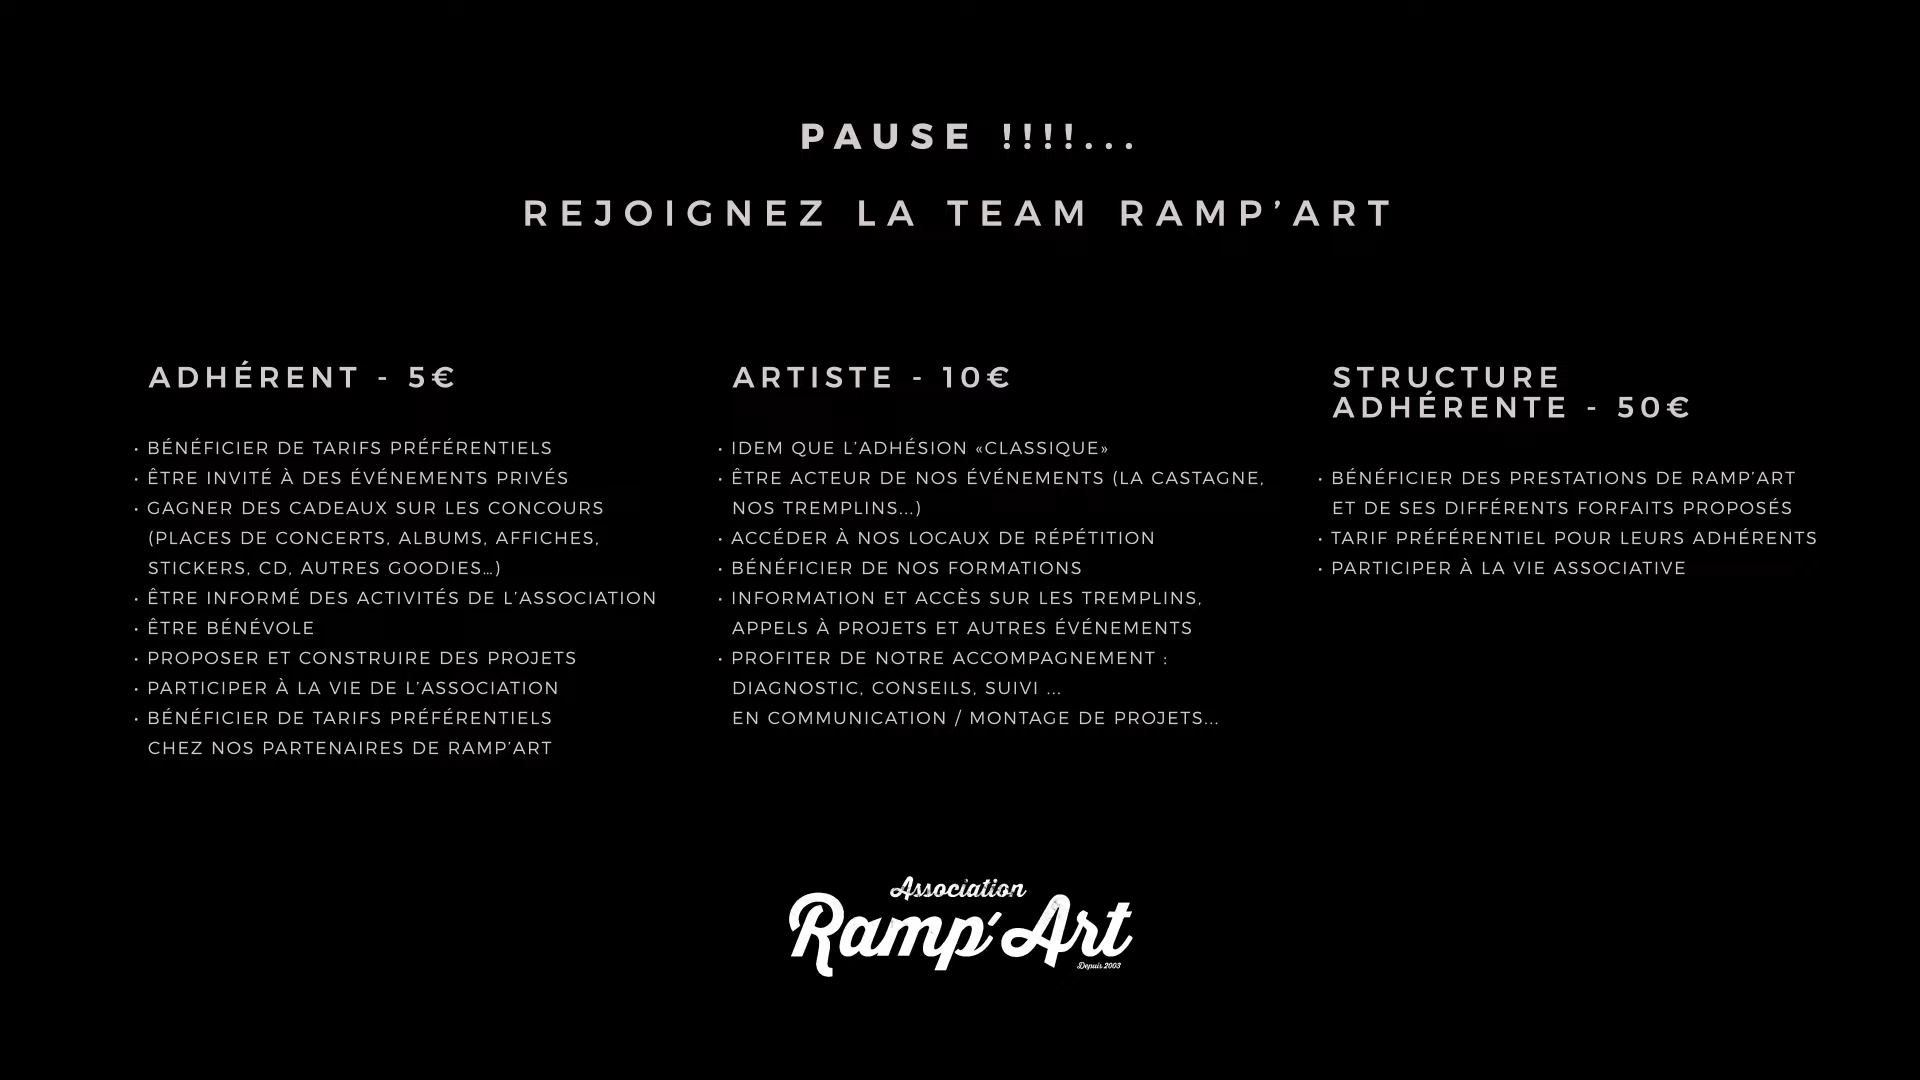 PAUSE !!!!...
REJOIGNEZ LA TEAM RAMP’ART
ADHÉRENT - 5€
• BÉNÉFICIER DE TARIFS PRÉFÉRENTIELS
• ÊTRE INVITÉ À DES ÉVÉNEMENTS PRIVÉS
• GAGNER DES CADEAUX SUR LES CONCOURS
(PLACES DE CONCERTS, ALBUMS, AFFICHES,
STICKERS, CD, AUTRES GOODIES…)
• ÊTRE INFORMÉ DES ACTIVITÉS DE L’ASSOCIATION
• ÊTRE BÉNÉVOLE
• PROPOSER ET CONSTRUIRE DES PROJETS
• PARTICIPER À LA VIE DE L’ASSOCIATION
• BÉNÉFICIER DE TARIFS PRÉFÉRENTIELS
CHEZ NOS PARTENAIRES DE RAMP’ART
ARTISTE - 10€
• IDEM QUE L’ADHÉSION «CLASSIQUE»
• ÊTRE ACTEUR DE NOS ÉVÉNEMENTS (LA CASTAGNE,
NOS TREMPLINS...)
• ACCÉDER À NOS LOCAUX DE RÉPÉTITION
• BÉNÉFICIER DE NOS FORMATIONS
• INFORMATION ET ACCÈS SUR LES TREMPLINS,
APPELS À PROJETS ET AUTRES ÉVÉNEMENTS
• PROFITER DE NOTRE ACCOMPAGNEMENT :
DIAGNOSTIC, CONSEILS, SUIVI ...
EN COMMUNICATION / MONTAGE DE PROJETS...
STRUCTURE
ADHÉRENTE - 50€
• BÉNÉFICIER DES PRESTATIONS DE RAMP’ART
ET DE SES DIFFÉRENTS FORFAITS PROPOSÉS
• TARIF PRÉFÉRENTIEL POUR LEURS ADHÉRENTS
• PARTICIPER À LA VIE ASSOCIATIVE
Association
Ramp’Art
Depuis 2003